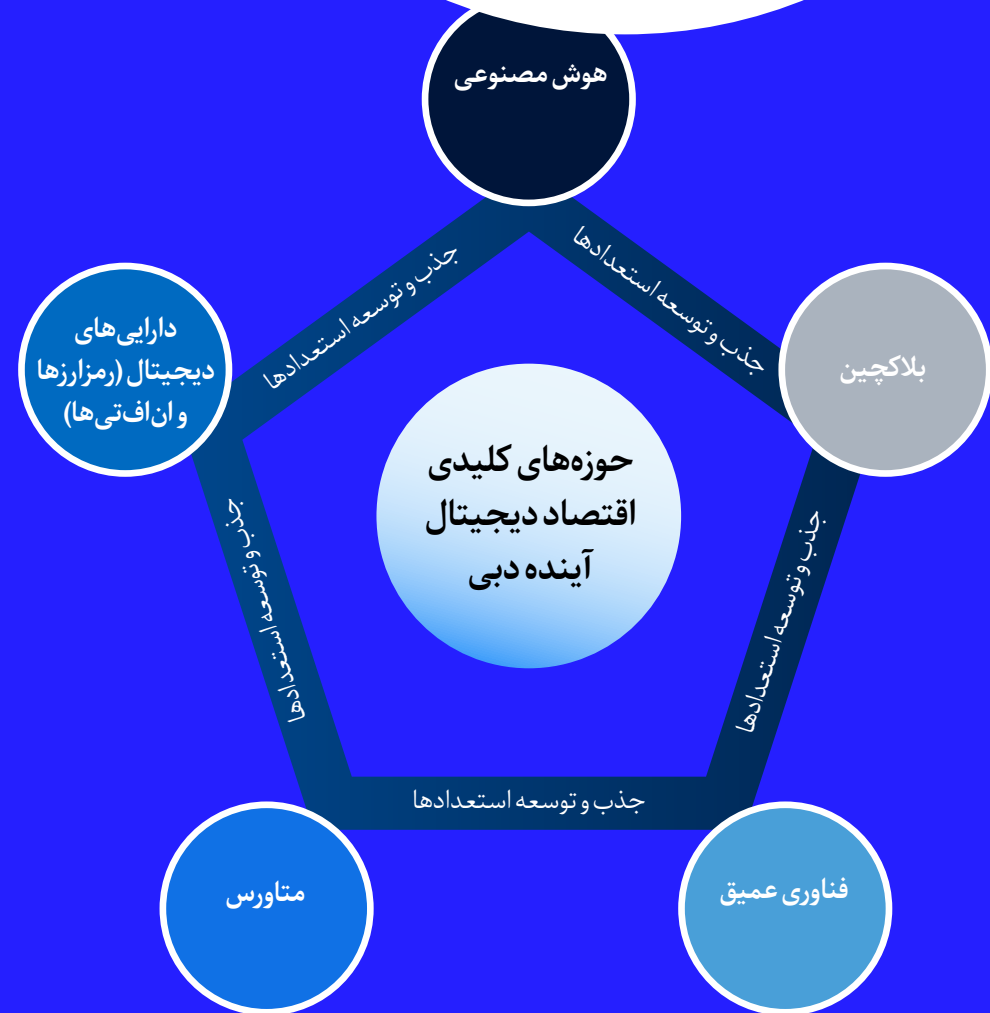 هوش مصنوعی
جذب و توسعه استعدادها
جذب و توسعه استعدادها
بلاکچین
دارایی‌های
دیجیتال (رمزارزها
و ان‌اف‌تی‌ها)
حوزه‌های کلیدی
اقتصاد دیجیتال
آینده دبی
جذب و توسعه استعدادها
جذب و توسعه استعدادها
جذب و توسعه استعدادها
فناوری عمیق
متاورس